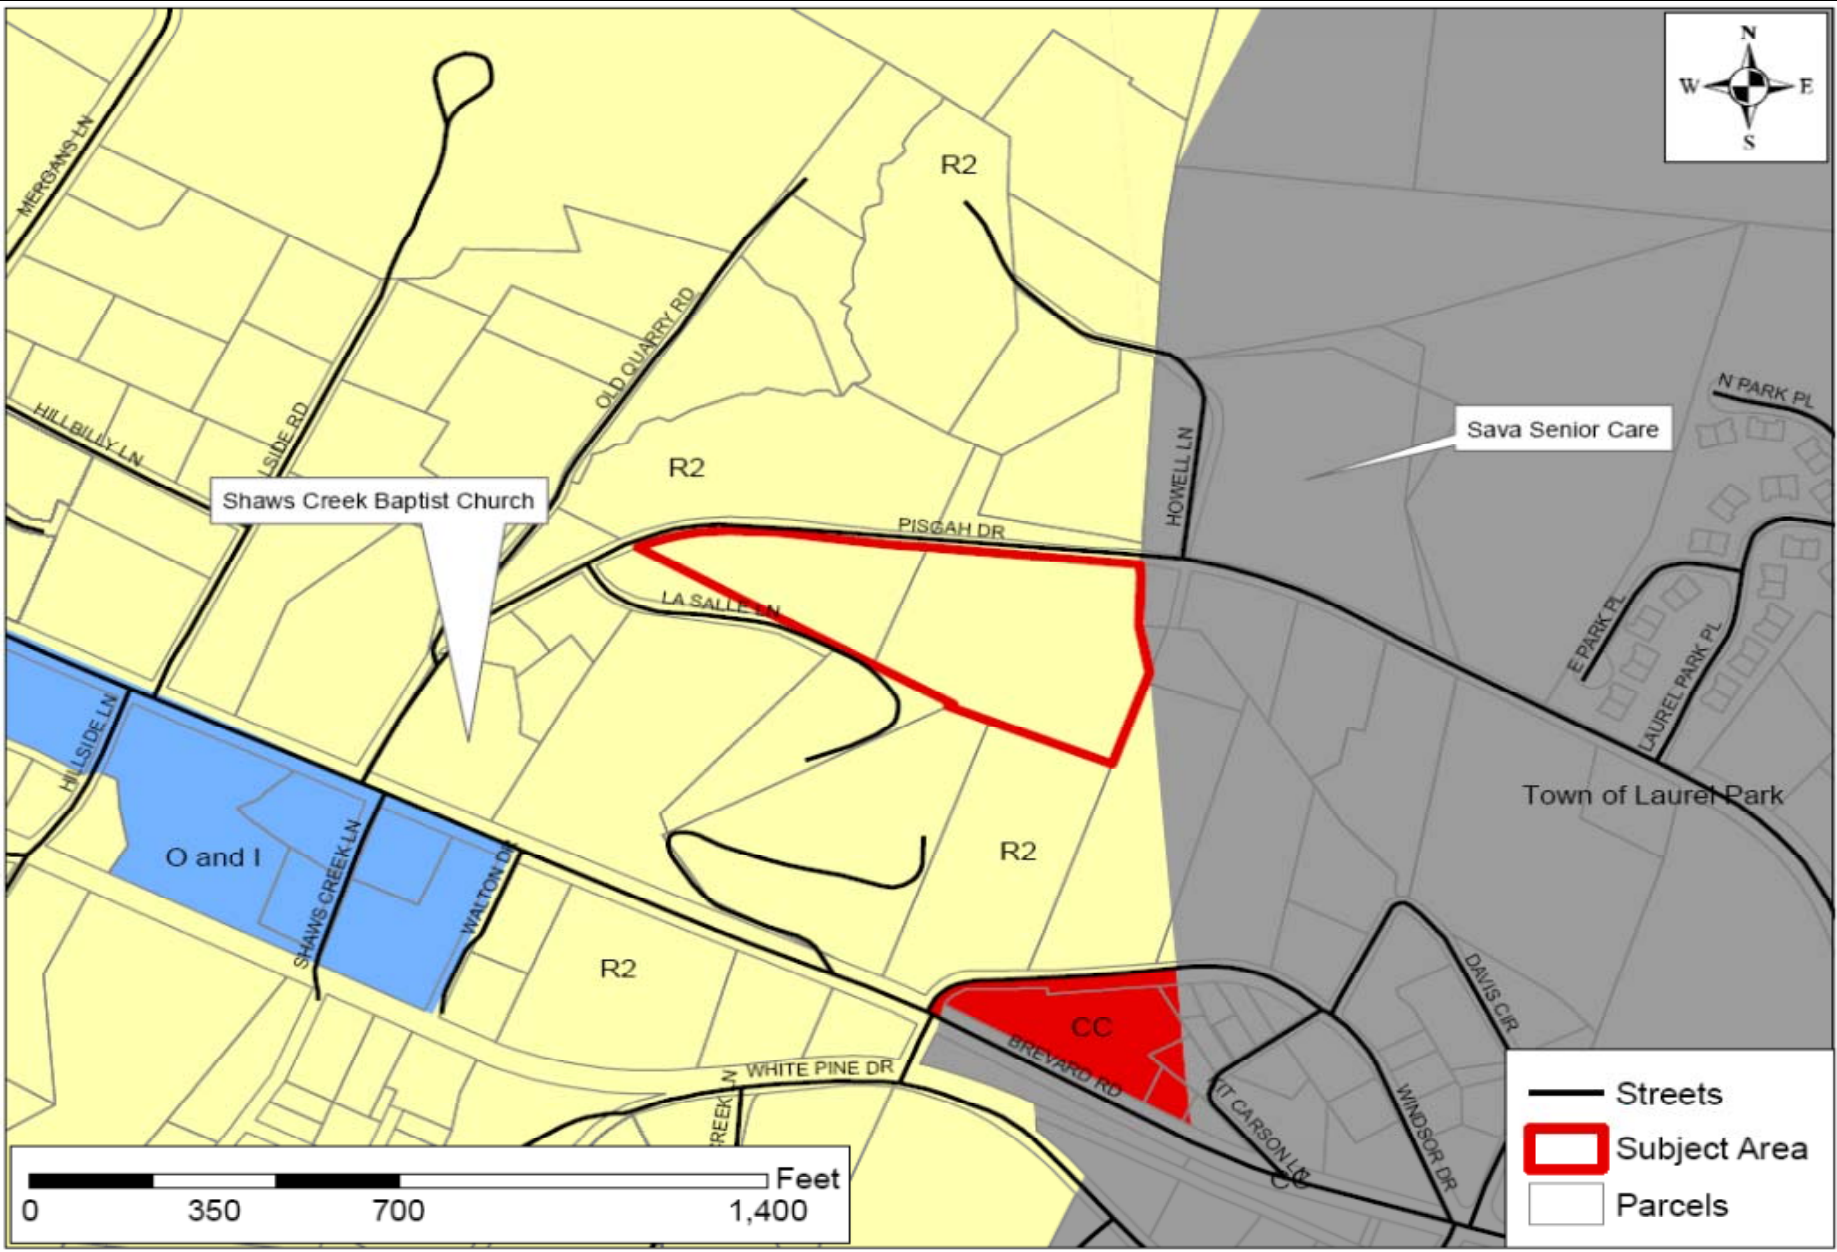 N
W E
S
MERGANS LN
R2
OLD QUARRY RD
N PARK PL
HILLBILLY LN
LSIDE RD
Sava Senior Care
HOWELL LN
R2
Shaws Creek Baptist Church
PISGAH DR
LA SALLE LN
E PARK PL
LAUREL PARK PL
HILLSIDE LN
Town of Laurel Park
O and I
SHAWS CREEK LN
WALTON DR
R2
R2
DAVIS CIR
CC
BREVARD RD
WHITE PINE DR
CREEK LN
KIT CARSON LN
WINDSOR DR
CC
Streets
Subject Area
Parcels
Feet
0 350 700 1,400